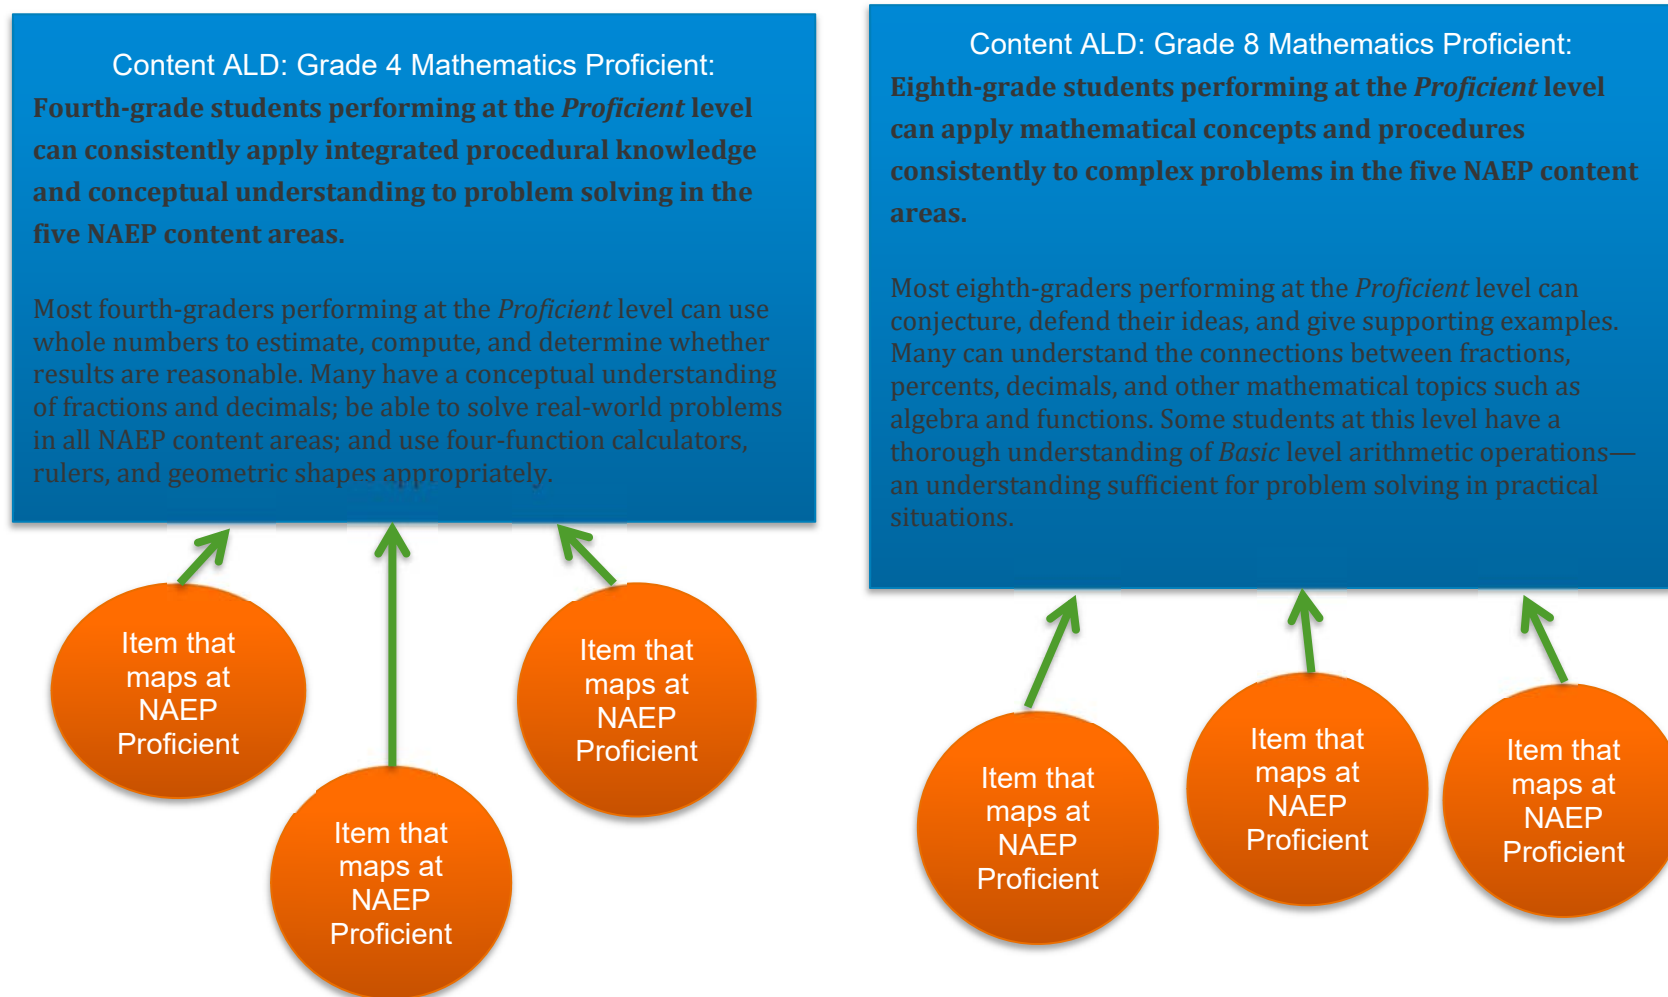 Content ALD: Grade 4 Mathematics Proficient:
Fourth-grade students performing at the Proficient level
can consistently apply integrated procedural knowledge
and conceptual understanding to problem solving in the
five NAEP content areas.
Most fourth-graders performing at the Proficient level can use
whole numbers to estimate, compute, and determine whether
results are reasonable. Many have a conceptual understanding
of fractions and decimals; be able to solve real-world problems
in all NAEP content areas; and use four-function calculators,
rulers, and geometric shapes appropriately.
Item that
maps at
NAEP
Proficient
Item that
maps at
NAEP
Proficient
Item that
maps at
NAEP
Proficient
Content ALD: Grade 8 Mathematics Proficient:
Eighth-grade students performing at the Proficient level
can apply mathematical concepts and procedures
consistently to complex problems in the five NAEP content
areas.
Most eighth-graders performing at the Proficient level can
conjecture, defend their ideas, and give supporting examples.
Many can understand the connections between fractions,
percents, decimals, and other mathematical topics such as
algebra and functions. Some students at this level have a
thorough understanding of Basic level arithmetic operations—
an understanding sufficient for problem solving in practical
situations.
Item that
maps at
NAEP
Proficient
Item that
maps at
NAEP
Proficient
Item that
maps at
NAEP
Proficient